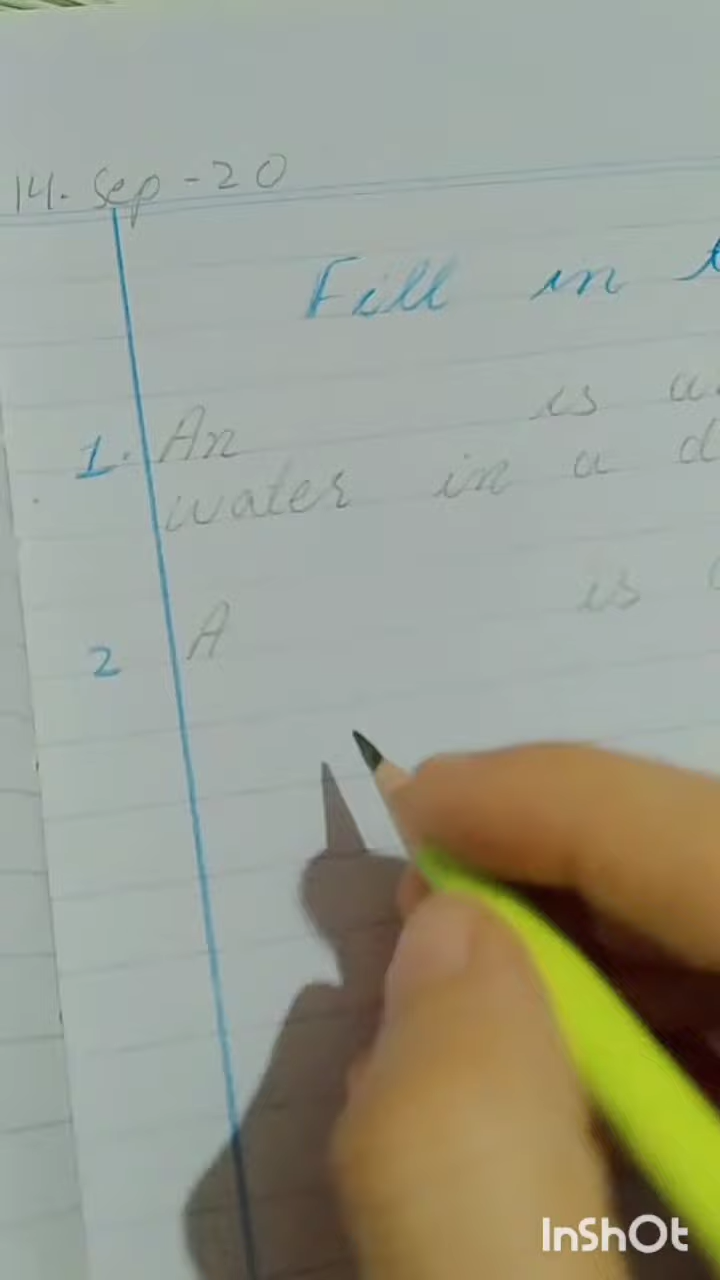 14. Sep - 20
Fill in
1. An is
water in a
2 A is
InShOt